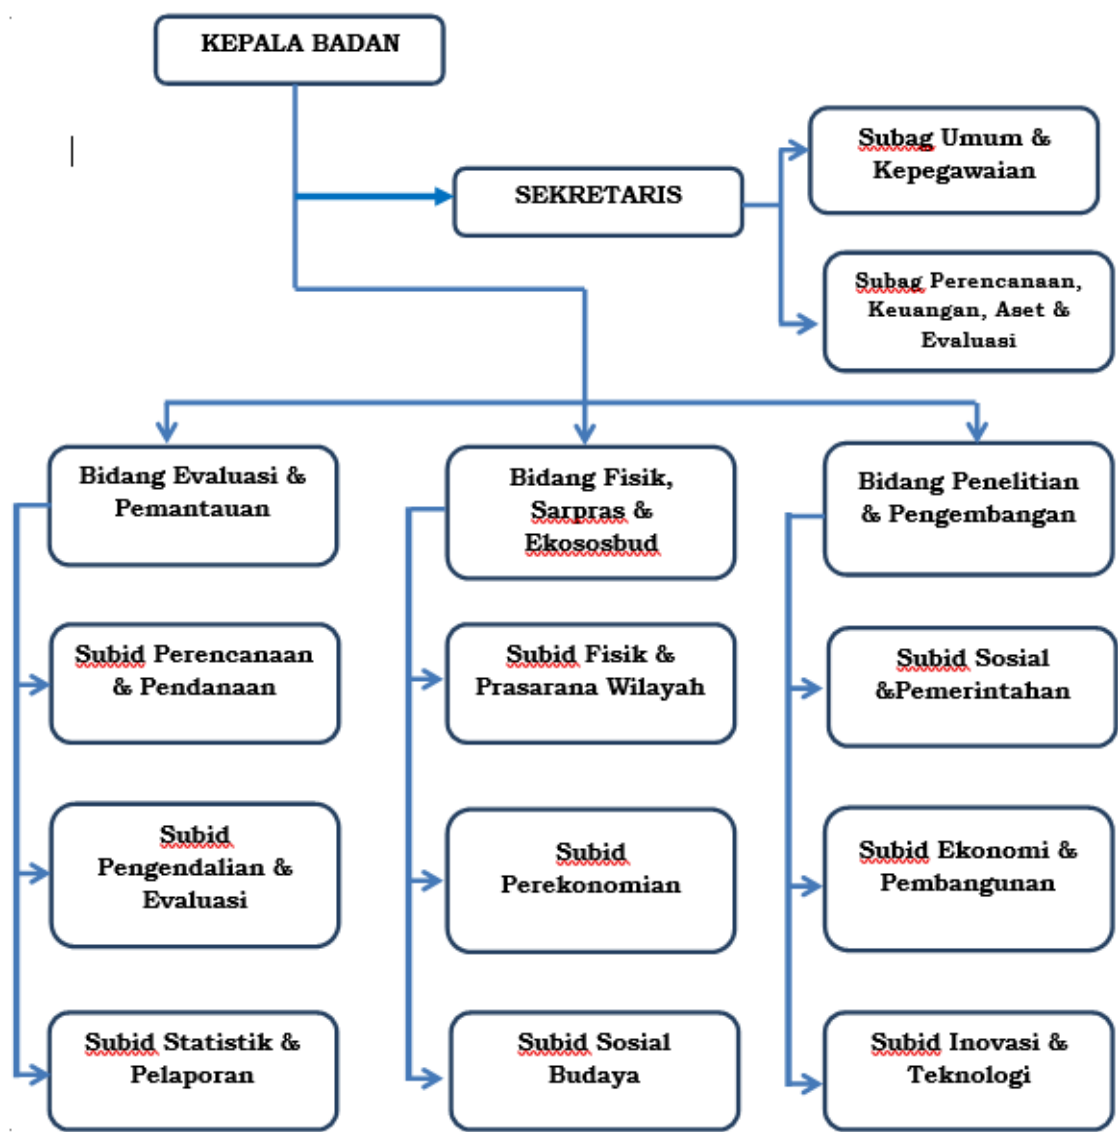 KEPALA BADAN
SEKRETARIS
Subag Umum &
Kepegawaian
Subag Perencanaan,
Keuangan, Aset &
Evaluasi
Bidang Evaluasi &
Pemantauan
Subid Perencanaan
& Pendanaan
Subid
Pengendalian &
Evaluasi
Subid Statistik &
Pelaporan
Bidang Fisik,
Sarpras &
Ekososbud
Subid Fisik &
Prasarana Wilayah
Subid
Perekonomian
Subid Sosial
Budaya
Bidang Penelitian
& Pengembangan
Subid Sosial
&Pemerintahan
Subid Ekonomi &
Pembangunan
Subid Inovasi &
Teknologi